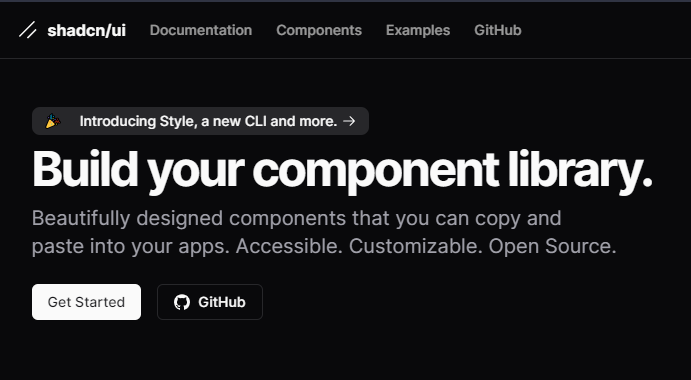 shadcn/ui Documentation Components Examples GitHub
Introducing Style, a new CLI and more. →
Build your component library.
Beautifully designed components that you can copy and
paste into your apps. Accessible. Customizable. Open Source.
Get Started GitHub